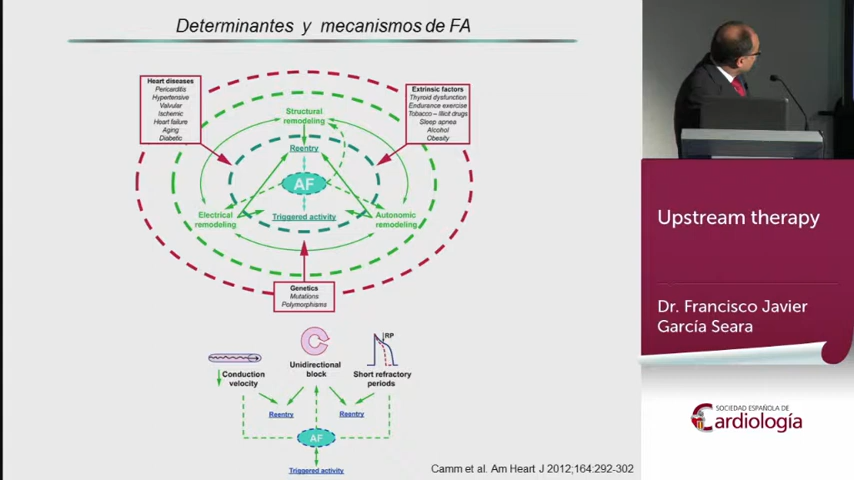 Determinantes y mecanismos de FA
Heart diseases
Pericarditis
Hypertensive
Valvular
Ischemic
Heart failure
Aging
Diabetic
Extrinsic factors
Thyroid dysfunction
Endurance exercise
Tobacco – illicit drugs
Sleep apnea
Alcohol
Obesity
Structural
remodeling
Reentry
AF
Electrical
remodeling
Triggered activity
Autonomic
remodeling
Genetics
Mutations
Polymorphisms
Conduction
velocity
Unidirectional
block
RP
Short refractory
periods
Reentry
Reentry
AF
Triggered activity
Camm et al. Am Heart J 2012;164:292-302
Upstream therapy
Dr. Francisco Javier
García Seara
SOCIEDAD ESPAÑOLA DE
Cardiología